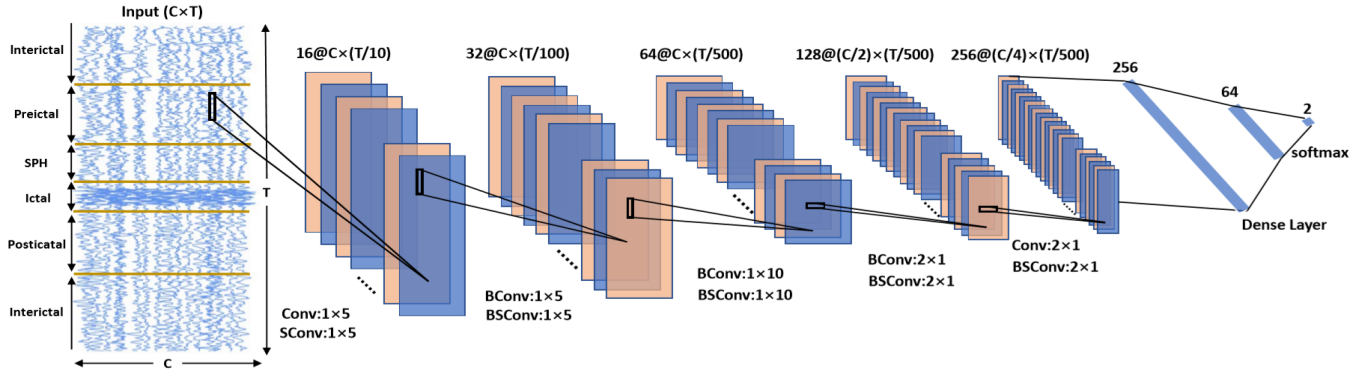 Input (C×T)
Interictal
Preictal
SPH
Ictal
Posticatal
Interictal
T
C
16@C×(T/10)
Conv:1×5
SConv:1×5
32@C×(T/100)
BConv:1×5
BSConv:1×5
64@C×(T/500)
BConv:1×10
BSConv:1×10
128@(C/2)×(T/500)
BConv:2×1
BSConv:2×1
256@(C/4)×(T/500)
Conv:2×1
BSConv:2×1
256
64
2
softmax
Dense Layer